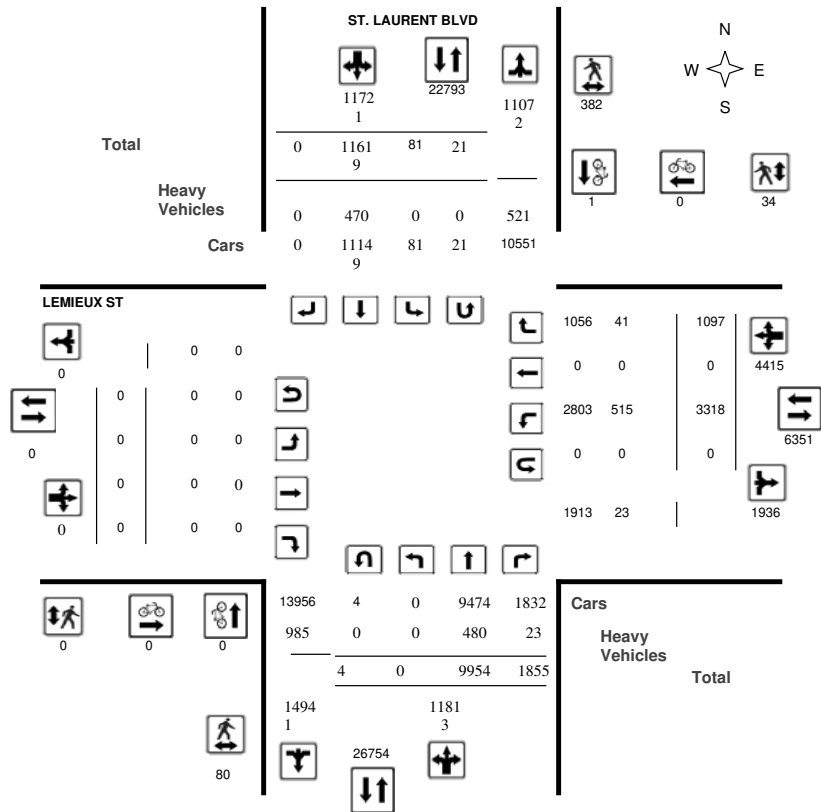 ST. LAURENT BLVD
N
W E
S
22793
1172
1
1107
2
382
Total
0 1161
9 81 21
1 0 34
Heavy
Vehicles
0 470 0 0 521
Cars 0 1114
9 81 21 10551
LEMIEUX ST
0 0
0
1056 41 1097
0 0 0
4415
0 0 0
0
2803 515 3318
6351
0 0 0
0 0 0
0 0 0
0
0 0 0
1913 23
1936
13956 4 0 9474 1832
985 0 0 480 23
4 0 9954 1855
Cars
Heavy
Vehicles
Total
0 0 0
1494
1
1181
3
26754
80